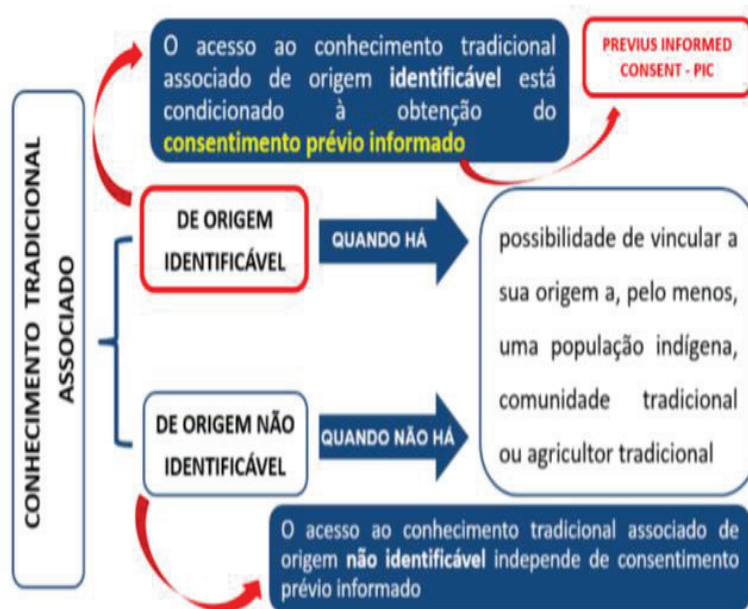 O acesso ao conhecimento tradicional
associado de origem identificável está
condicionado à obtenção do
consentimento prévio informado
PREVIUS INFORMED
CONSENT - PIC
CONHECIMENTO TRADICIONAL
ASSOCIADO
DE ORIGEM
IDENTIFICÁVEL
QUANDO HÁ
possibilidade de vincular a
sua origem a, pelo menos,
uma população indígena,
comunidade tradicional
ou agricultor tradicional
DE ORIGEM NÃO
IDENTIFICÁVEL
QUANDO NÃO HÁ
O acesso ao conhecimento tradicional associado de
origem não identificável independe de consentimento
prévio informado